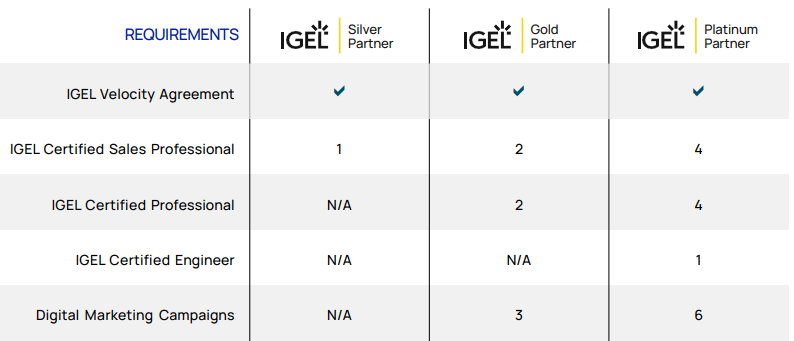 REQUIREMENTS
IGEL Silver Partner
IGEL Gold Partner
IGEL Platinum Partner
IGEL Velocity Agreement
IGEL Certified Sales Professional 1 2 4
IGEL Certified Professional N/A 2 4
IGEL Certified Engineer N/A N/A 1
Digital Marketing Campaigns N/A 3 6